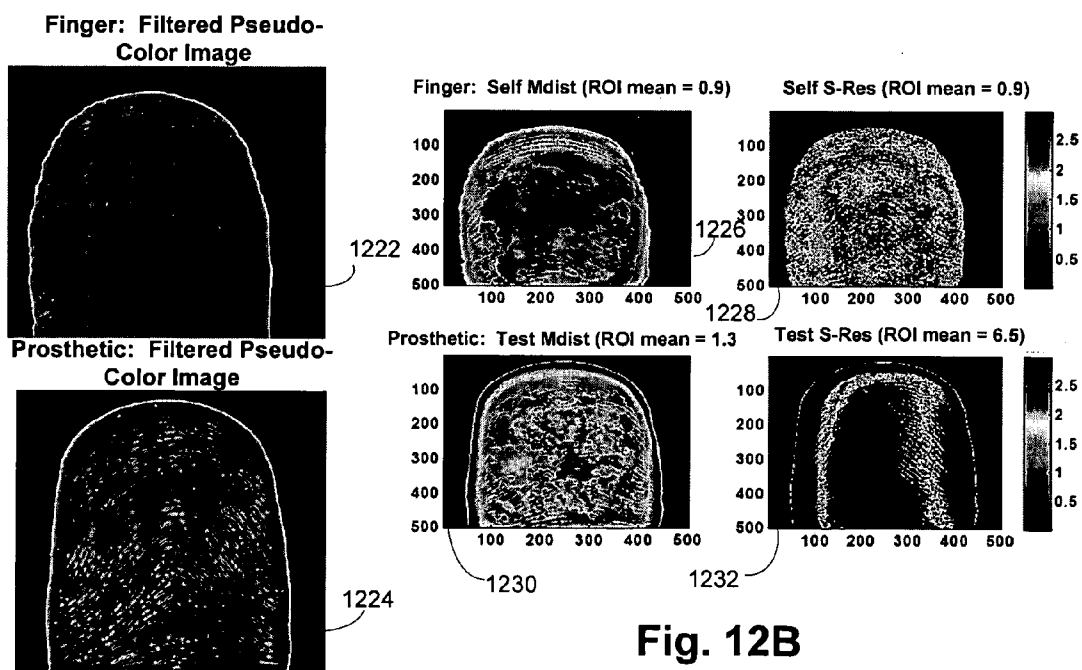 Finger: Filtered Pseudo-
Color Image
1222
Prosthetic: Filtered Pseudo-
Color Image
1224
Finger: Self Mdist (ROI mean = 0.9)
100
200
300
400
500
100 200 300 400 500
1226
Self S-Res (ROI mean = 0.9)
100
200
300
400
500
100 200 300 400 500
1228
2.5
2
1.5
1
0.5
Prosthetic: Test Mdist (ROI mean = 1.3
100
200
300
400
500
100 200 300 400 500
1230
Test S-Res (ROI mean = 6.5)
100
200
300
400
500
100 200 300 400 500
1232
2.5
2
1.5
1
0.5
Fig. 12B